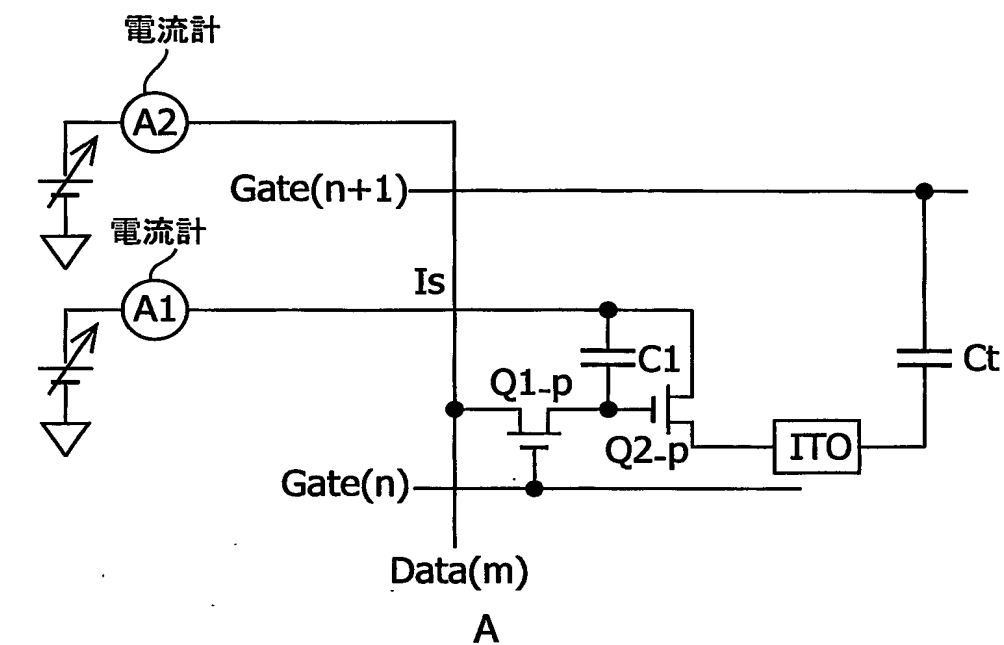 電流計
A2
Gate(n+1)
電流計
Is
A1
C1
Ct
Q1-p
Q2-p
ITO
Gate(n)
Data(m)
A